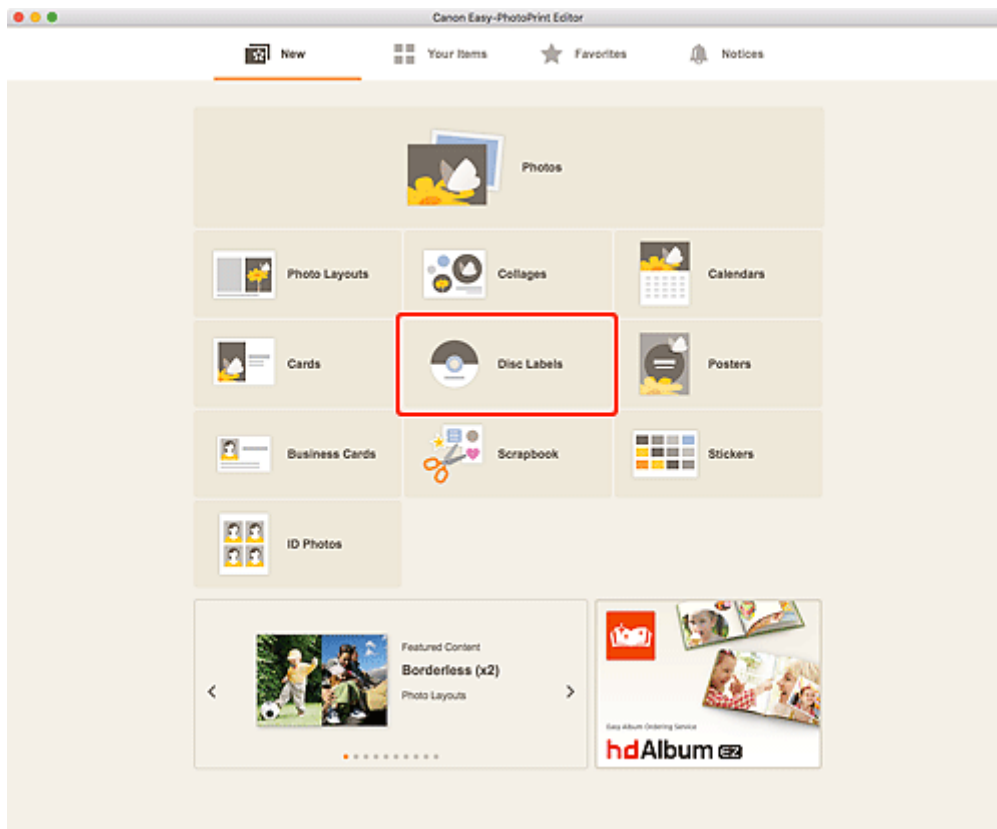 Canon Easy-PhotoPrint Editor
New
Your Items
Favorites
Notices
Photos
Photo Layouts
Collages
Calendars
Cards
Disc Labels
Posters
Business Cards
Scrapbook
Stickers
ID Photos
Featured Content
Borderless (x2)
Photo Layouts
Easy Album Ordering Service
hdAlbum EZ